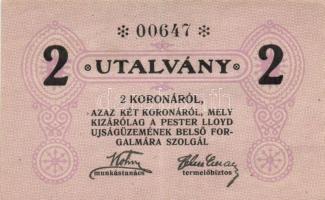 * 00647 *
2 UTALVÁNY 2
2 KORONÁRÓL,
AZAZ KÉT KORONÁRÓL, MELY
KIZÁRÓLAG A PESTER LLOYD
UJSÁGÜZEMÉNEK BELSŐ FOR-
GALMÁRA SZOLGÁL
munkástanács termelőbiztos